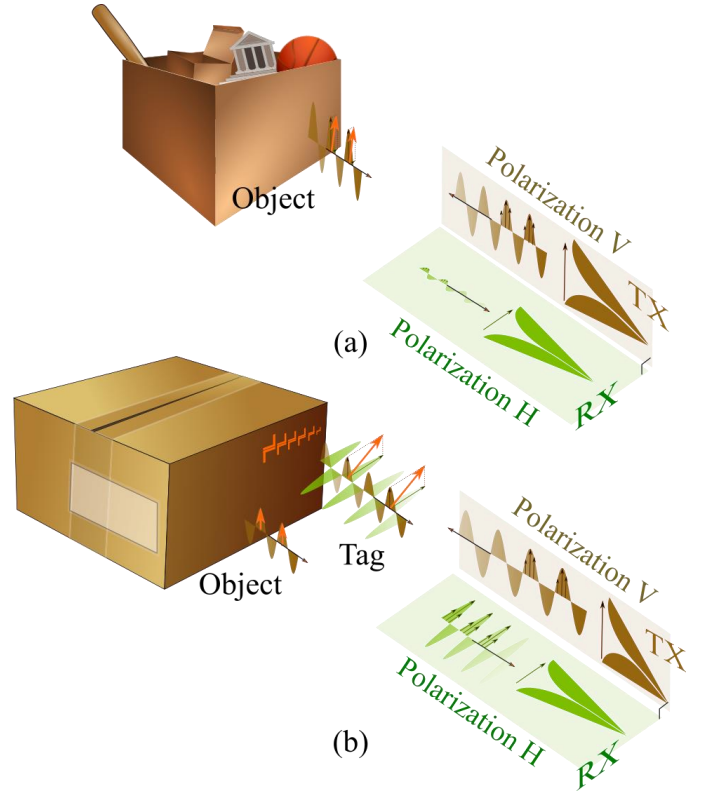 Object
Polarization V
TX
Polarization H
RX
(a)
Object
Tag
Polarization V
TX
Polarization H
RX
(b)